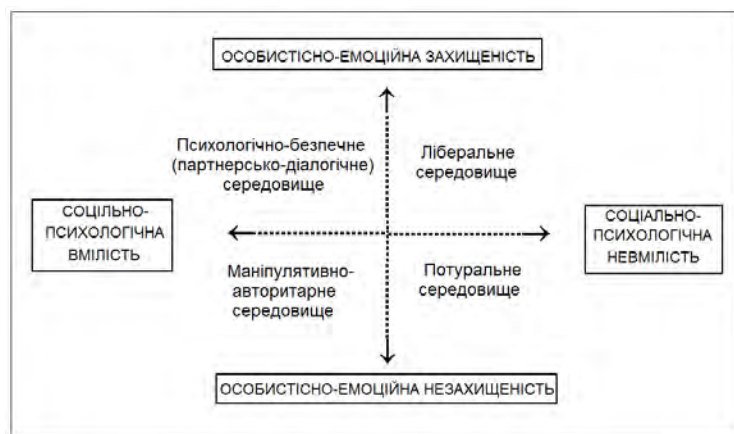 ОСОБИСТІСНО-ЕМОЦІЙНА ЗАХИЩЕНІСТЬ
Психологічно-безпечне
(партнерсько-діалогічне)
середовище
Ліберальне
середовище
СОЦІЛЬНО-
ПСИХОЛОГІЧНА
ВМІЛІСТЬ
СОЦІАЛЬНО-
ПСИХОЛОГІЧНА
НЕВМІЛІСТЬ
Маніпулятивно-
авторитарне
середовище
Потуральне
середовище
ОСОБИСТІСНО-ЕМОЦІЙНА НЕЗАХИЩЕНІСТЬ